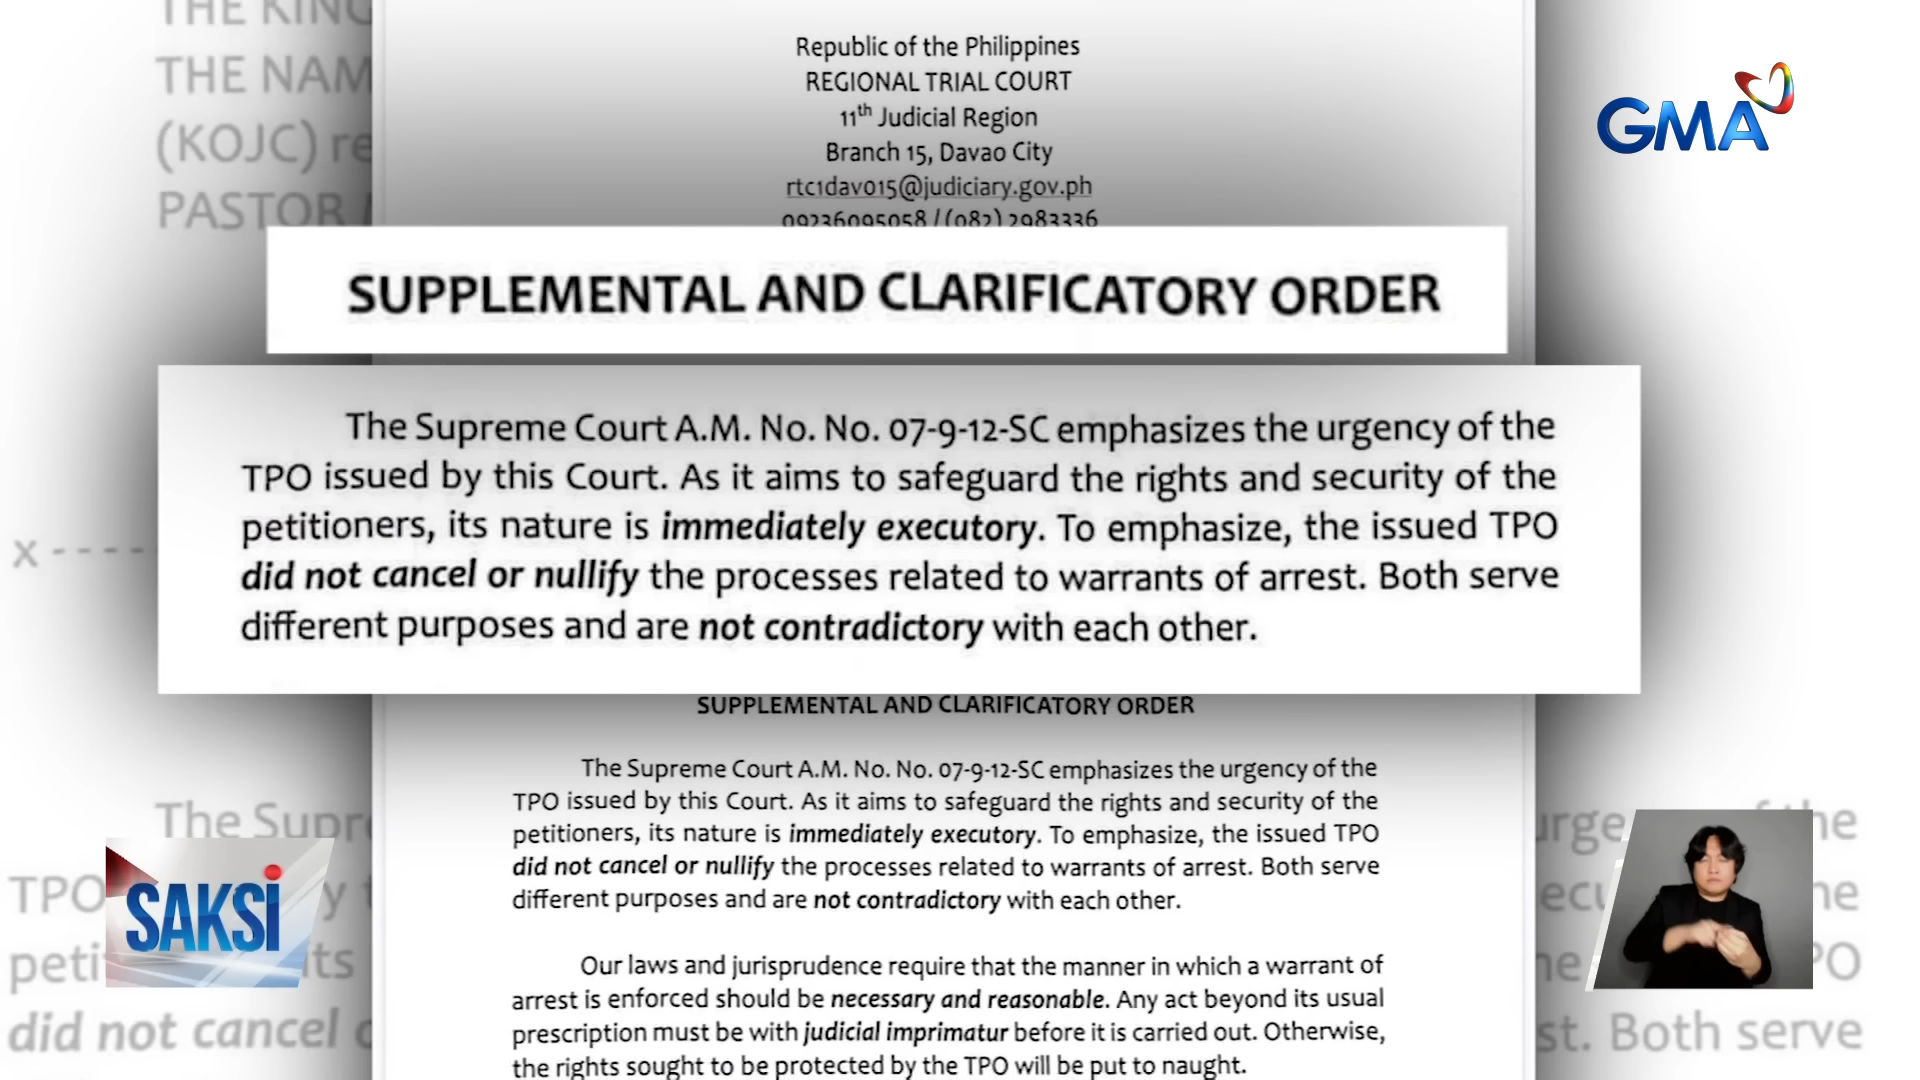 THE KING
THE NAM
(KOJC) re
PASTOR
Republic of the Philippines
REGIONAL TRIAL COURT
11th Judicial Region
Branch 15, Davao City
rtc1dav015@judiciary.gov.ph
09236095058 / (082) 2983336
GMA
SUPPLEMENTAL AND CLARIFICATORY ORDER
The Supreme Court A.M. No. No. 07-9-12-SC emphasizes the urgency of the
TPO issued by this Court. As it aims to safeguard the rights and security of the
petitioners, its nature is immediately executory. To emphasize, the issued TPO
did not cancel or nullify the processes related to warrants of arrest. Both serve
different purposes and are not contradictory with each other.
x - - - -
SUPPLEMENTAL AND CLARIFICATORY ORDER
The Supreme Court A.M. No. No. 07-9-12-SC emphasizes the urgency of the
TPO issued by this Court. As it aims to safeguard the rights and security of the
petitioners, its nature is immediately executory. To emphasize, the issued TPO
did not cancel or nullify the processes related to warrants of arrest. Both serve
different purposes and are not contradictory with each other.
Our laws and jurisprudence require that the manner in which a warrant of
arrest is enforced should be necessary and reasonable. Any act beyond its usual
prescription must be with judicial imprimatur before it is carried out. Otherwise,
the rights sought to be protected by the TPO will be put to naught.
The Supr
TPO
peti
its
did not cancel
SAKSI
he
PO
st. Both serve